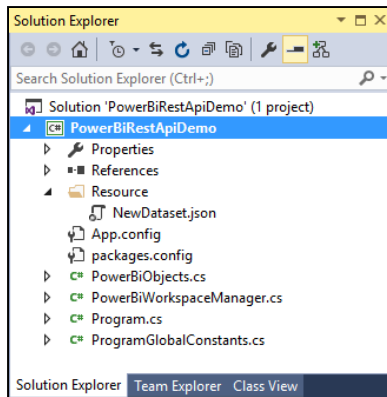 Solution Explorer
Search Solution Explorer (Ctrl+;)
Solution 'PowerBiRestApiDemo' (1 project)
C# PowerBiRestApiDemo
Properties
References
Resource
NewDataset.json
App.config
packages.config
C# PowerBiObjects.cs
C# PowerBiWorkspaceManager.cs
C# Program.cs
C# ProgramGlobalConstants.cs
Solution Explorer Team Explorer Class View